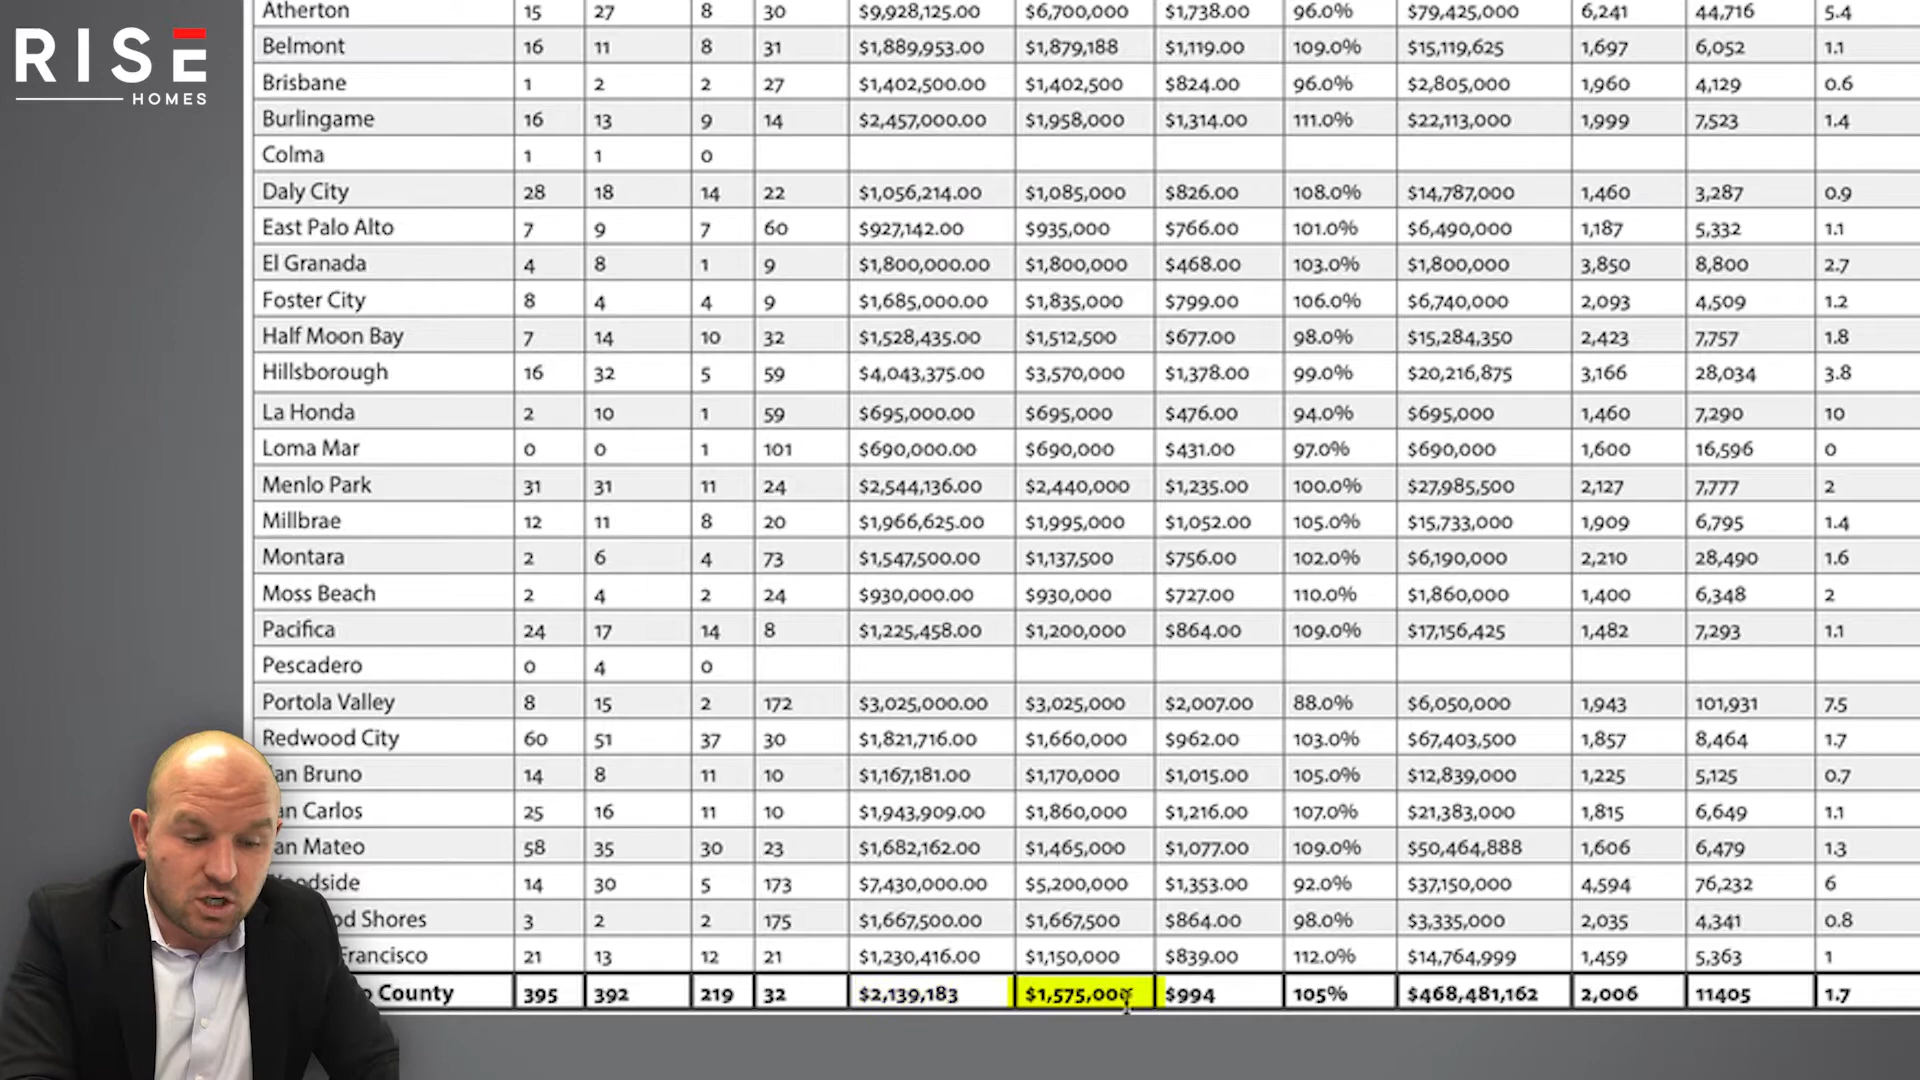 RISE
HOMES
Atherton 15 27 8 30 $9,928,125.00 $6,700,000 $1,738.00 96.0% $79,425,000 6,241 44,716 5.4
Belmont 16 11 8 31 $1,889,953.00 $1,879,188 $1,119.00 109.0% $15,119,625 1,697 6,052 1.1
Brisbane 1 2 2 27 $1,402,500.00 $1,402,500 $824.00 96.0% $2,805,000 1,960 4,129 0.6
Burlingame 16 13 9 14 $2,457,000.00 $1,958,000 $1,314.00 111.0% $22,113,000 1,999 7,523 1.4
Colma 1 1 0
Daly City 28 18 14 22 $1,056,214.00 $1,085,000 $826.00 108.0% $14,787,000 1,460 3,287 0.9
East Palo Alto 7 9 7 60 $927,142.00 $935,000 $766.00 101.0% $6,490,000 1,187 5,332 1.1
El Granada 4 8 1 9 $1,800,000.00 $1,800,000 $468.00 103.0% $1,800,000 3,850 8,800 2.7
Foster City 8 4 4 9 $1,685,000.00 $1,835,000 $799.00 106.0% $6,740,000 2,093 4,509 1.2
Half Moon Bay 7 14 10 32 $1,528,435.00 $1,512,500 $677.00 98.0% $15,284,350 2,423 7,757 1.8
Hillsborough 16 32 5 59 $4,043,375.00 $3,570,000 $1,378.00 99.0% $20,216,875 3,166 28,034 3.8
La Honda 2 10 1 59 $695,000.00 $695,000 $476.00 94.0% $695,000 1,460 7,290 10
Loma Mar 0 0 1 101 $690,000.00 $690,000 $431.00 97.0% $690,000 1,600 16,596 0
Menlo Park 31 31 11 24 $2,544,136.00 $2,440,000 $1,235.00 100.0% $27,985,500 2,127 7,777 2
Millbrae 12 11 8 20 $1,966,625.00 $1,995,000 $1,052.00 105.0% $15,733,000 1,909 6,795 1.4
Montara 2 6 4 73 $1,547,500.00 $1,137,500 $756.00 102.0% $6,190,000 2,210 28,490 1.6
Moss Beach 2 4 2 24 $930,000.00 $930,000 $727.00 110.0% $1,860,000 1,400 6,348 2
Pacifica 24 17 14 8 $1,225,458.00 $1,200,000 $864.00 109.0% $17,156,425 1,482 7,293 1.1
Pescadero 0 4 0
Portola Valley 8 15 2 172 $3,025,000.00 $3,025,000 $2,007.00 88.0% $6,050,000 1,943 101,931 7.5
Redwood City 60 51 37 30 $1,821,716.00 $1,660,000 $962.00 103.0% $67,403,500 1,857 8,464 1.7
an Bruno 14 8 11 10 $1,167,181.00 $1,170,000 $1,015.00 105.0% $12,839,000 1,225 5,125 0.7
an Carlos 25 16 11 10 $1,943,909.00 $1,860,000 $1,216.00 107.0% $21,383,000 1,815 6,649 1.1
an Mateo 58 35 30 23 $1,682,162.00 $1,465,000 $1,077.00 109.0% $50,464,888 1,606 6,479 1.3
odside 14 30 5 173 $7,430,000.00 $5,200,000 $1,353.00 92.0% $37,150,000 4,594 76,232 6
od Shores 3 2 2 175 $1,667,500.00 $1,667,500 $864.00 98.0% $3,335,000 2,035 4,341 0.8
Francisco 21 13 12 21 $1,230,416.00 $1,150,000 $839.00 112.0% $14,764,999 1,459 5,363 1
o County 395 392 219 32 $2,139,183 $1,575,000 $994 105% $468,481,162 2,006 11405 1.7